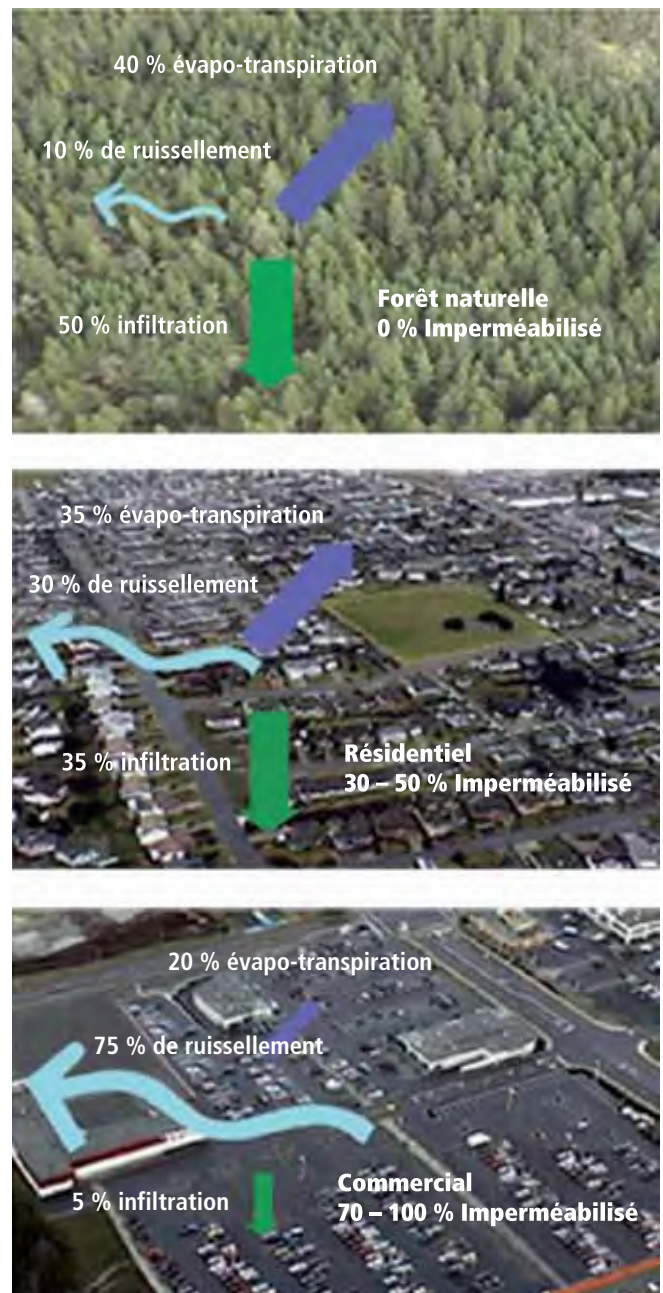 40 % évapo-transpiration
10 % de ruissellement
50 % infiltration
Forêt naturelle
0 % Imperméabilisé
35 % évapo-transpiration
30 % de ruissellement
35 % infiltration
Résidentiel
30 – 50 % Imperméabilisé
20 % évapo-transpiration
75 % de ruissellement
5 % infiltration
Commercial
70 – 100 % Imperméabilisé